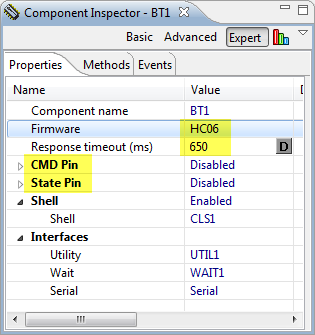 Component Inspector - BT1
Basic Advanced Expert
Properties Methods Events
Name Value D
Component name BT1
Firmware HC06
Response timeout (ms) 650 D
CMD Pin Disabled
State Pin Disabled
Shell Enabled
Shell CLS1
Interfaces
Utility UTIL1
Wait WAIT1
Serial Serial